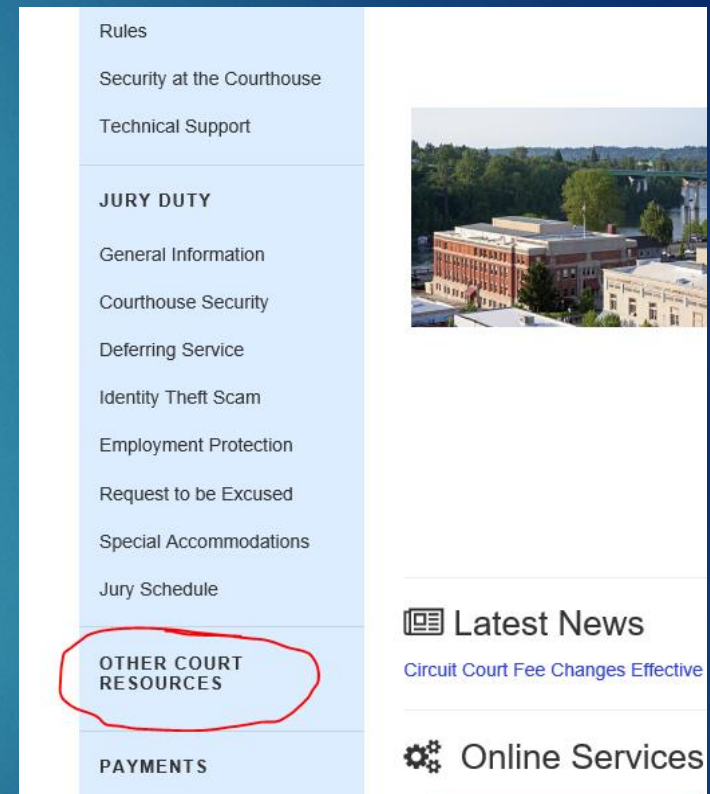 Rules
Security at the Courthouse
Technical Support
JURY DUTY
General Information
Courthouse Security
Deferring Service
Identity Theft Scam
Employment Protection
Request to be Excused
Special Accommodations
Jury Schedule
OTHER COURT
RESOURCES
PAYMENTS
Latest News
Circuit Court Fee Changes Effective
Online Services